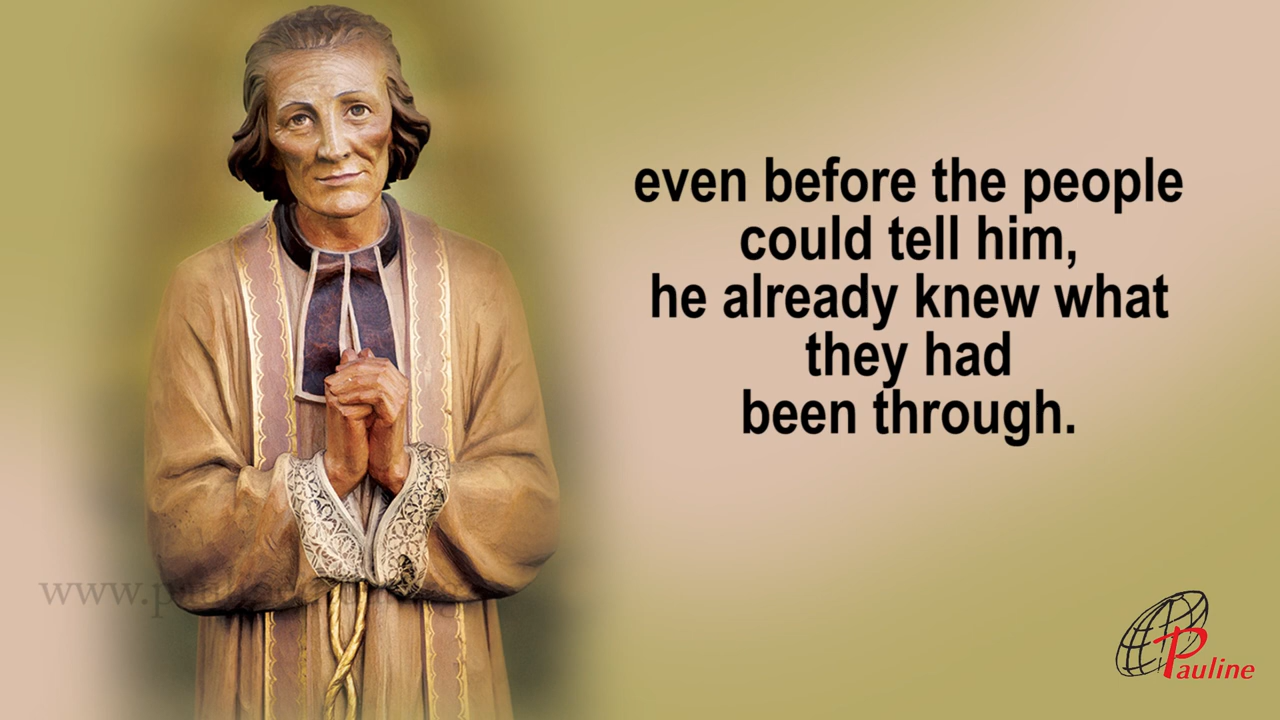 even before the people
could tell him,
he already knew what
they had
been through.
Pauline